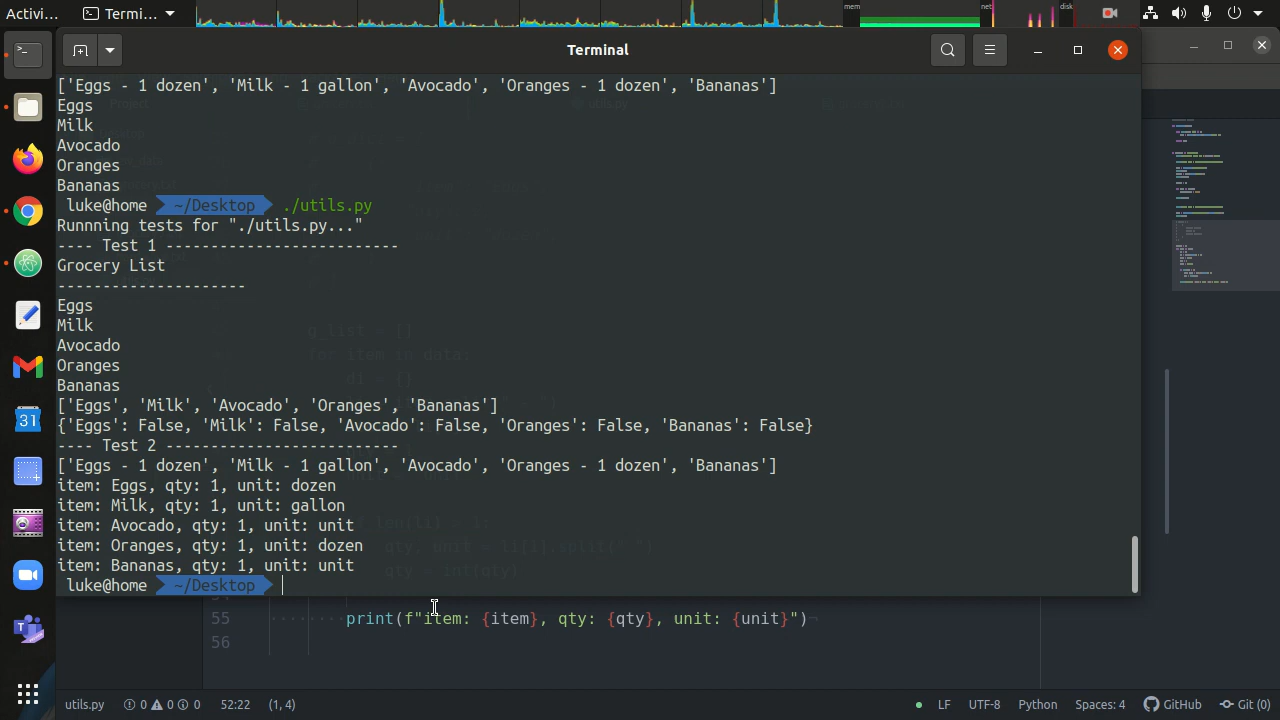 Activi... Termi... mem net disk
Terminal
['Eggs - 1 dozen', 'Milk - 1 gallon', 'Avocado', 'Oranges - 1 dozen', 'Bananas']
Eggs
Milk
Avocado
Oranges
Bananas
luke@home ~/Desktop ./utils.py
Runnning tests for "./utils.py..."
---- Test 1 --------------------------
Grocery List
---------------------
Eggs
Milk
Avocado
Oranges
Bananas
['Eggs', 'Milk', 'Avocado', 'Oranges', 'Bananas']
{'Eggs': False, 'Milk': False, 'Avocado': False, 'Oranges': False, 'Bananas': False}
---- Test 2 --------------------------
['Eggs - 1 dozen', 'Milk - 1 gallon', 'Avocado', 'Oranges - 1 dozen', 'Bananas']
item: Eggs, qty: 1, unit: dozen
item: Milk, qty: 1, unit: gallon
item: Avocado, qty: 1, unit: unit
item: Oranges, qty: 1, unit: dozen
item: Bananas, qty: 1, unit: unit
luke@home ~/Desktop
55 print(f"item: {item}, qty: {qty}, unit: {unit}")
56
utils.py 0 0 0 52:22 (1, 4) LF UTF-8 Python Spaces: 4 GitHub Git (0)